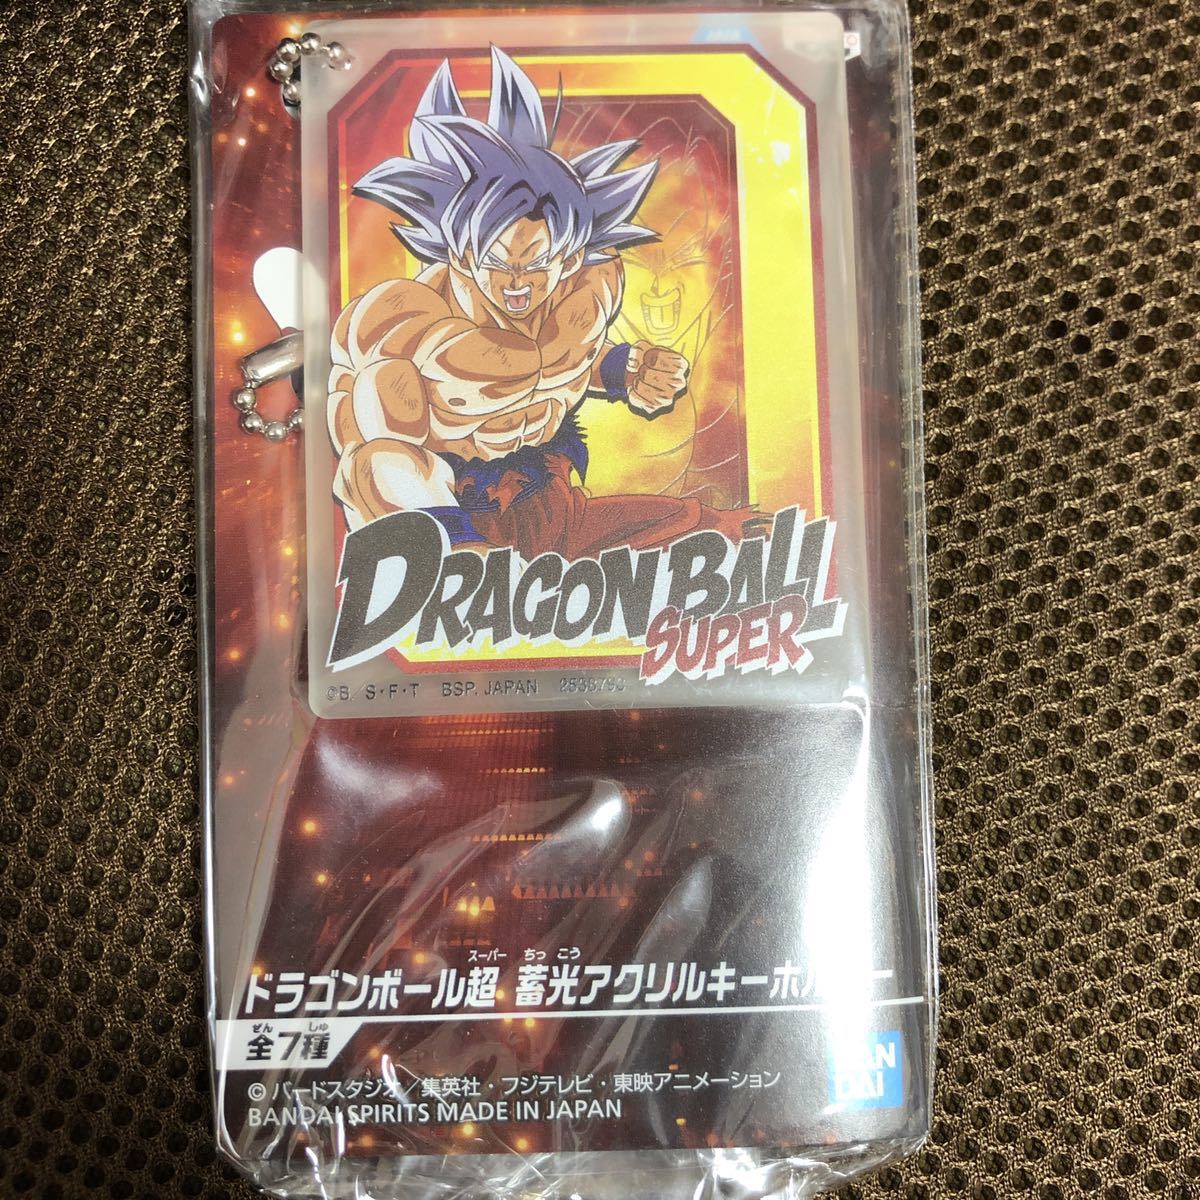 DRAGON BALL
SUPER
©B. S・F・T BSP. JAPAN
スーパー ちっ こう
ドラゴンボール超 蓄光アクリルキーホ
ぜん しゅ
全7種
©バードスタジオ/集英社・フジテレビ・東映アニメーション
BANDAI SPIRITS MADE IN JAPAN
BAN
DAI